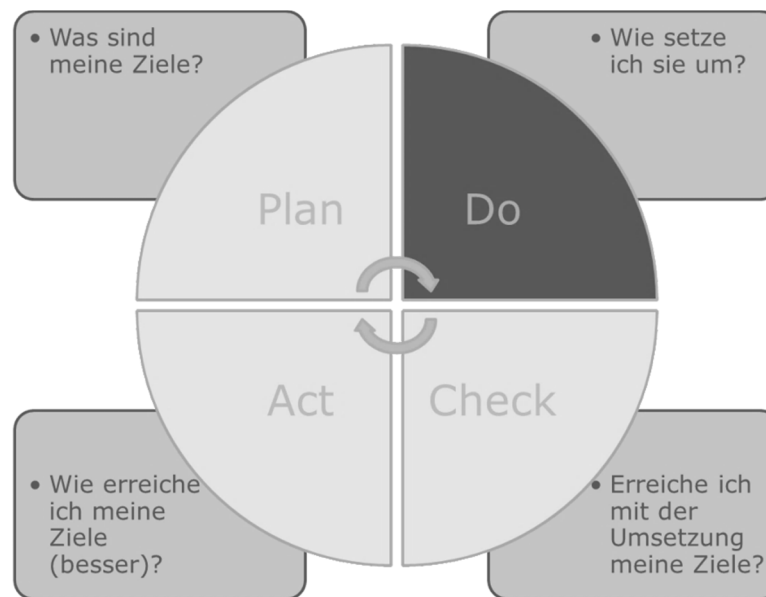 • Was sind
meine Ziele?
• Wie setze
ich sie um?
Plan
Do
Act
Check
• Wie erreiche
ich meine
Ziele
(besser)?
• Erreiche ich
mit der
Umsetzung
meine Ziele?